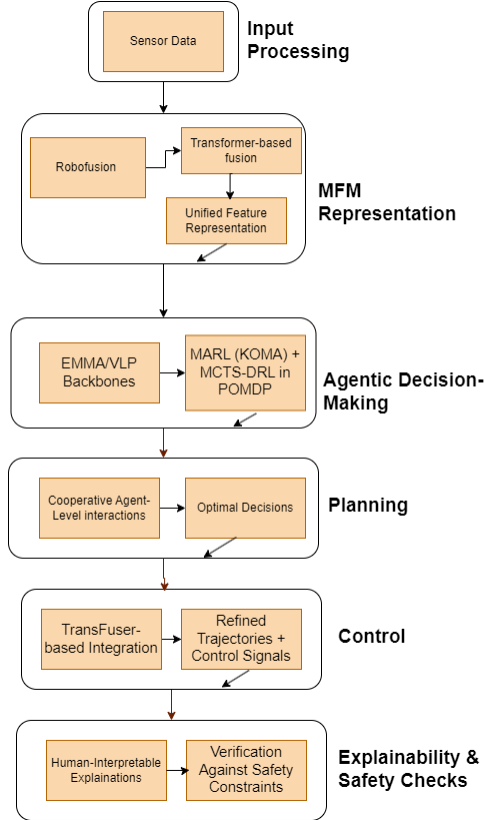 Sensor Data
Input
Processing
Robofusion
Transformer-based
fusion
Unified Feature
Representation
MFM
Representation
EMMA/VLP
Backbones
MARL (KOMA) +
MCTS-DRL in
POMDP
Agentic Decision-
Making
Cooperative Agent-
Level interactions
Optimal Decisions
Planning
TransFuser-
based Integration
Refined
Trajectories +
Control Signals
Control
Human-Interpretable
Explainations
Verification
Against Safety
Constraints
Explainability &
Safety Checks